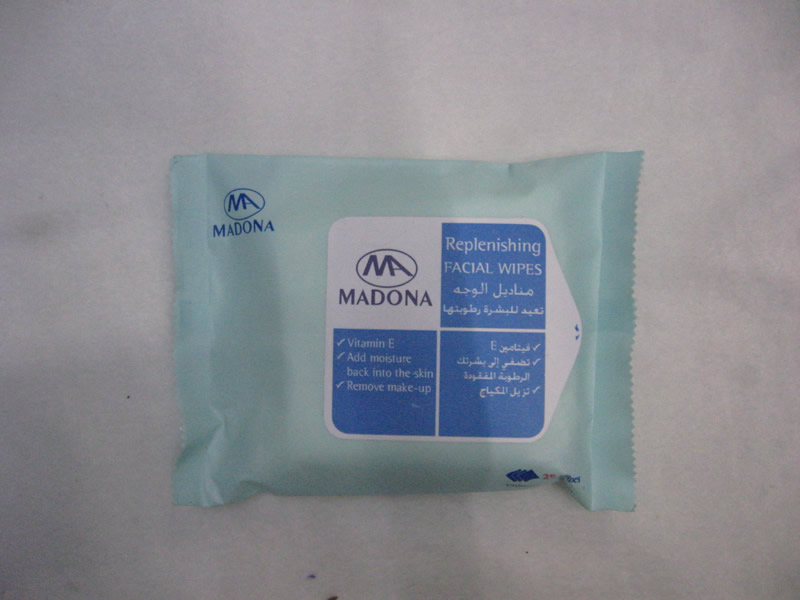 MA
MADONA
MA
MADONA
Replenishing
FACIAL WIPES
مناديل الوجه
تعيد للبشرة رطوبتها
✓ Vitamin E
✓ Add moisture
back into the skin
✓ Remove make-up
✓ فيتامين E
✓ تضفي إلى بشرتك
الرطوبة المفقودة
✓ تزيل المكياج